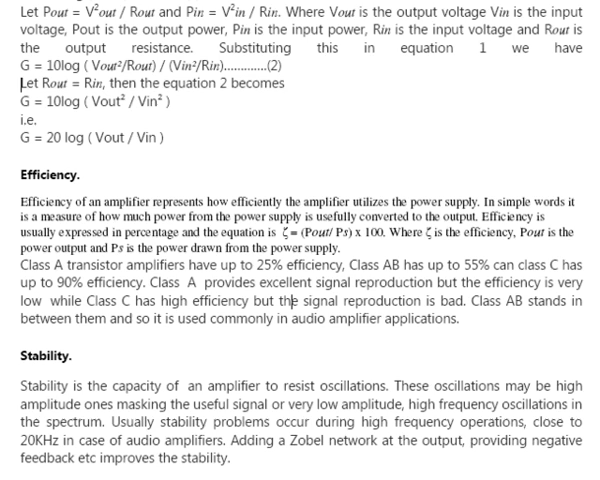 Let Pout = V²out / Rout and Pin = V²in / Rin. Where Vout is the output voltage Vin is the input
voltage, Pout is the output power, Pin is the input power, Rin is the input voltage and Rout is
the output resistance. Substituting this in equation 1 we have
G = 10log ( Vout²/Rout) / (Vin²/Rin).............(2)
Let Rout = Rin, then the equation 2 becomes
G = 10log ( Vout² / Vin² )
i.e.
G = 20 log ( Vout / Vin )
Efficiency.
Efficiency of an amplifier represents how efficiently the amplifier utilizes the power supply. In simple words it
is a measure of how much power from the power supply is usefully converted to the output. Efficiency is
usually expressed in percentage and the equation is ζ = (Pout/ Ps) x 100. Where ζ is the efficiency, Pout is the
power output and Ps is the power drawn from the power supply.
Class A transistor amplifiers have up to 25% efficiency, Class AB has up to 55% can class C has
up to 90% efficiency. Class A provides excellent signal reproduction but the efficiency is very
low while Class C has high efficiency but the signal reproduction is bad. Class AB stands in
between them and so it is used commonly in audio amplifier applications.
Stability.
Stability is the capacity of an amplifier to resist oscillations. These oscillations may be high
amplitude ones masking the useful signal or very low amplitude, high frequency oscillations in
the spectrum. Usually stability problems occur during high frequency operations, close to
20KHz in case of audio amplifiers. Adding a Zobel network at the output, providing negative
feedback etc improves the stability.